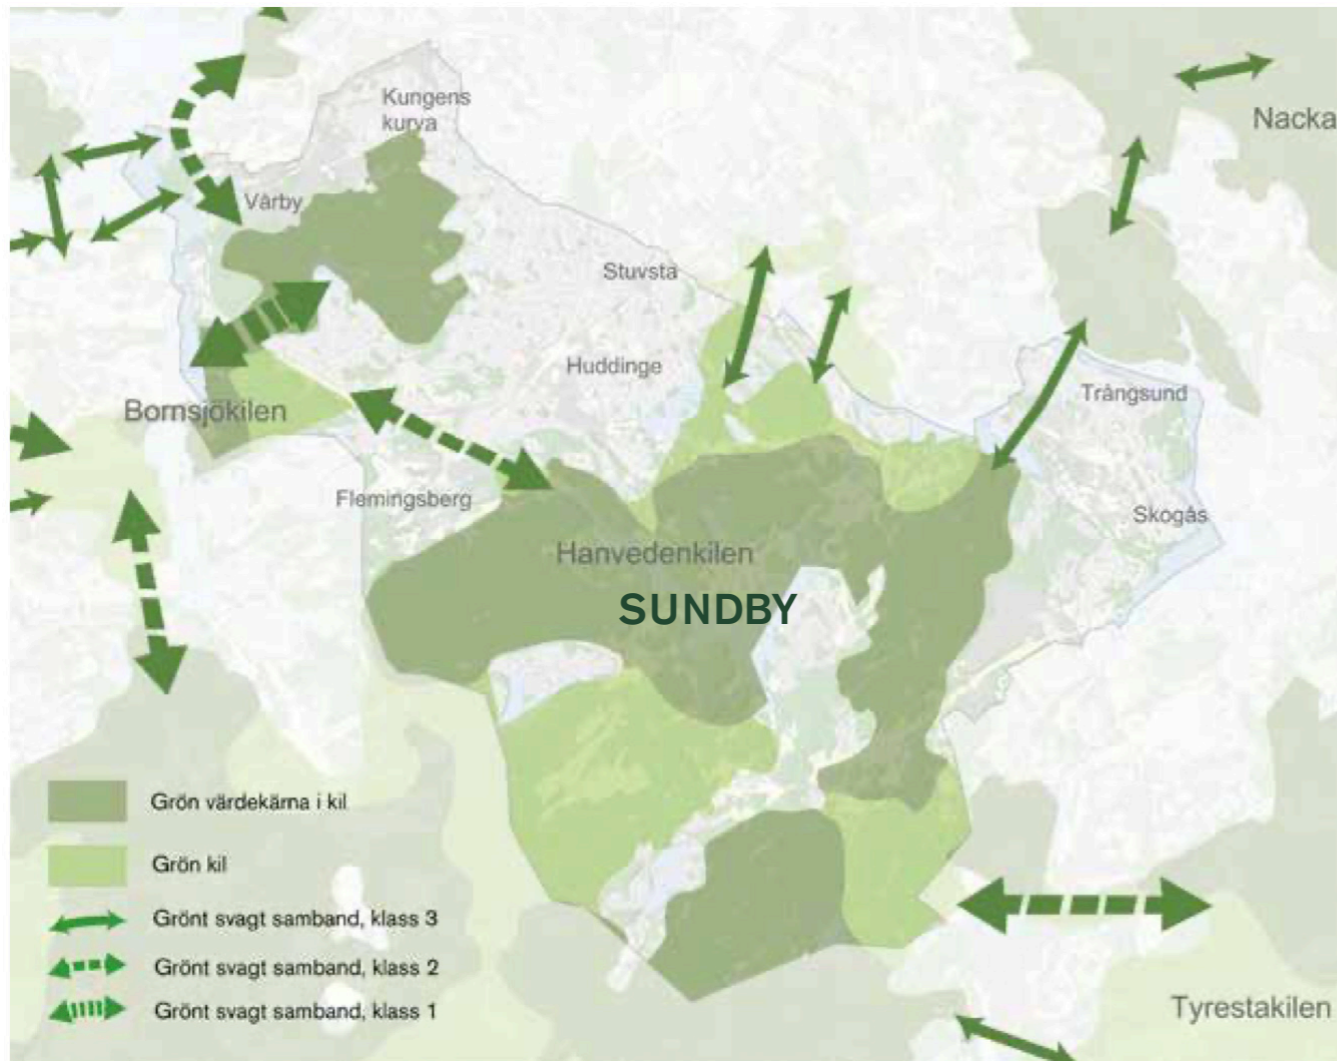 Kungens
kurva
Nacka
Vårby
Stuvsta
Huddinge
Trångsund
Bornsjökilen
Flemingsberg
Skogås
Hanvedenkilen
SUNDBY
Grön värdekärna i kil
Grön kil
Grönt svagt samband, klass 3
Grönt svagt samband, klass 2
Grönt svagt samband, klass 1
Tyrestakilen